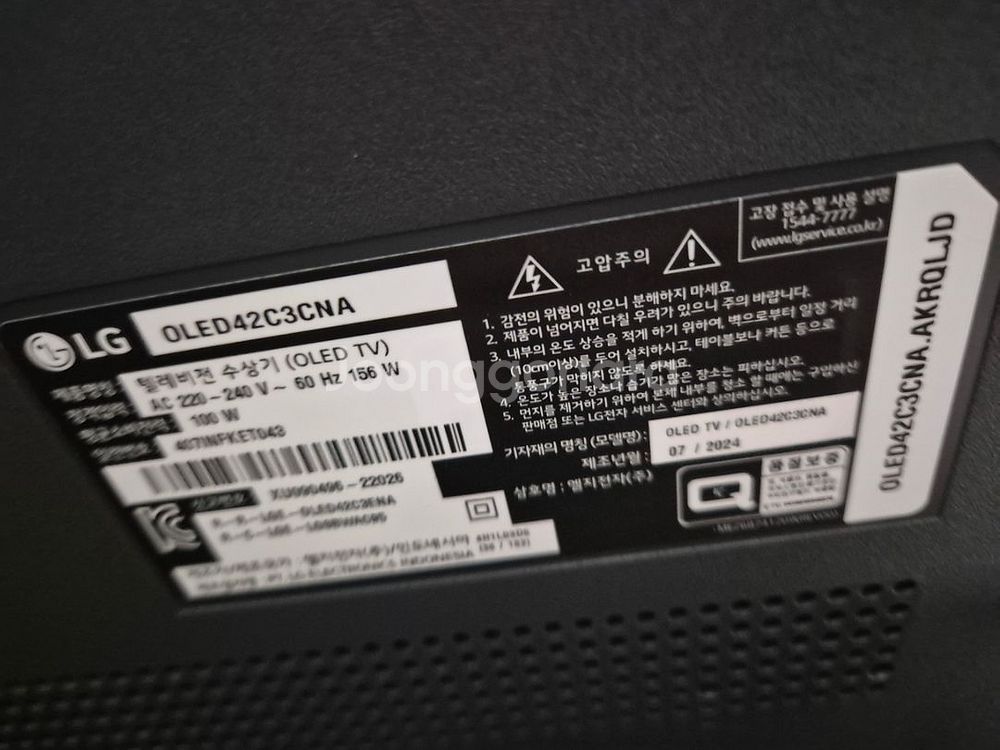 LG
OLED42C3CNA
텔레비전 수상기 (OLED TV)
AC 220-240 V ~ 60 Hz 156 W
100 W
407INFKET043
XU090496-22026
R-R-LGE-OLED42C3ENA
고압주의
1. 감전의 위험이 있으니 분해하지 마세요.
2. 제품이 넘어지면 다칠 우려가 있으니 주의 바랍니다.
3. 내부의 온도 상승을 적게 하기 위하여, 벽으로부터 일정 거리
(10cm이상)를 두어 설치하시고, 테이블보나 커튼 등으로
통풍구가 막히지 않도록 하세요.
4. 온도가 높은 장소나 습기가 많은 장소는 피하십시오.
5. 먼지를 제거하기 위하여 본체 내부를 청소 할 때에는 구입하신
판매점 또는 LG전자 서비스 센터와 상의하십시오.
기자재의 명칭 (모델명) :
OLED TV / OLED42C3CNA
제조년월 :
07 / 2024
상호명 : 엘지전자(주)
품질보증
고장 접수 및 사용 설명
1544-7777
(www.lgservice.co.kr)
OLED42C3CNA.AKRQLJD